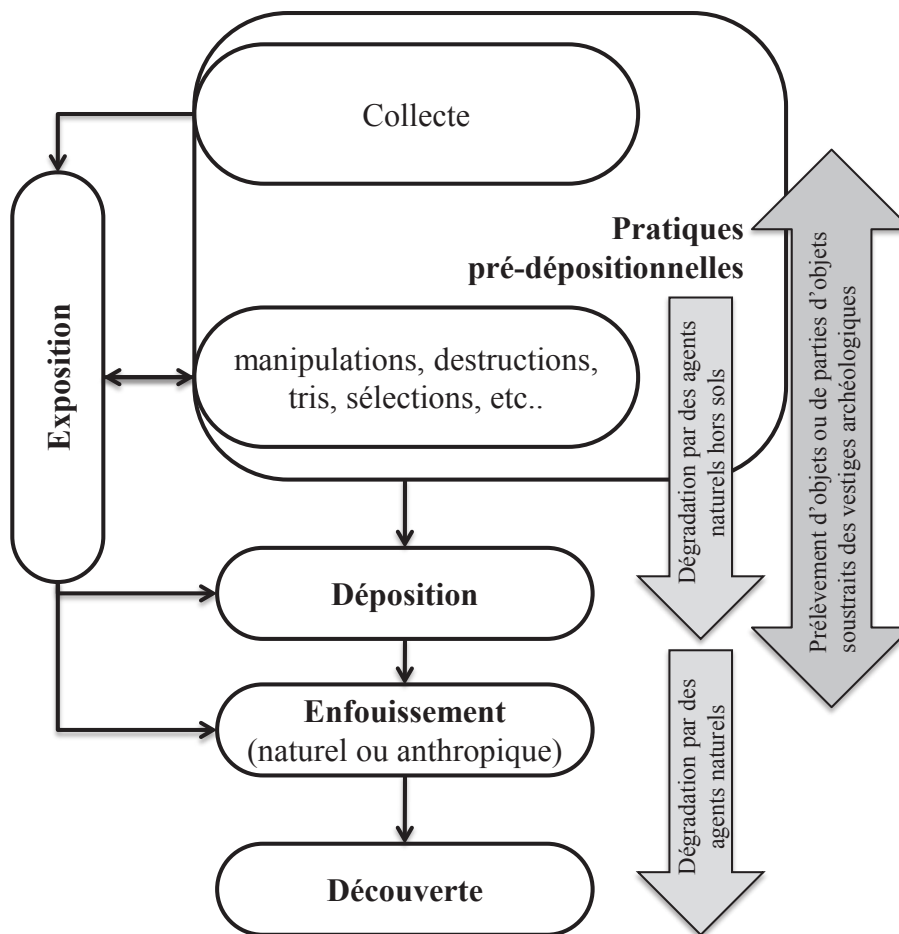 Collecte
Pratiques
pré-dépositionnelles
Exposition
manipulations, destructions,
tris, sélections, etc..
Dégradation par des agents
naturels hors sols
Prélèvement d'objets ou de parties d'objets
soustraits des vestiges archéologiques
Déposition
Enfouissement
(naturel ou anthropique)
Dégradation par des
agents naturels
Découverte